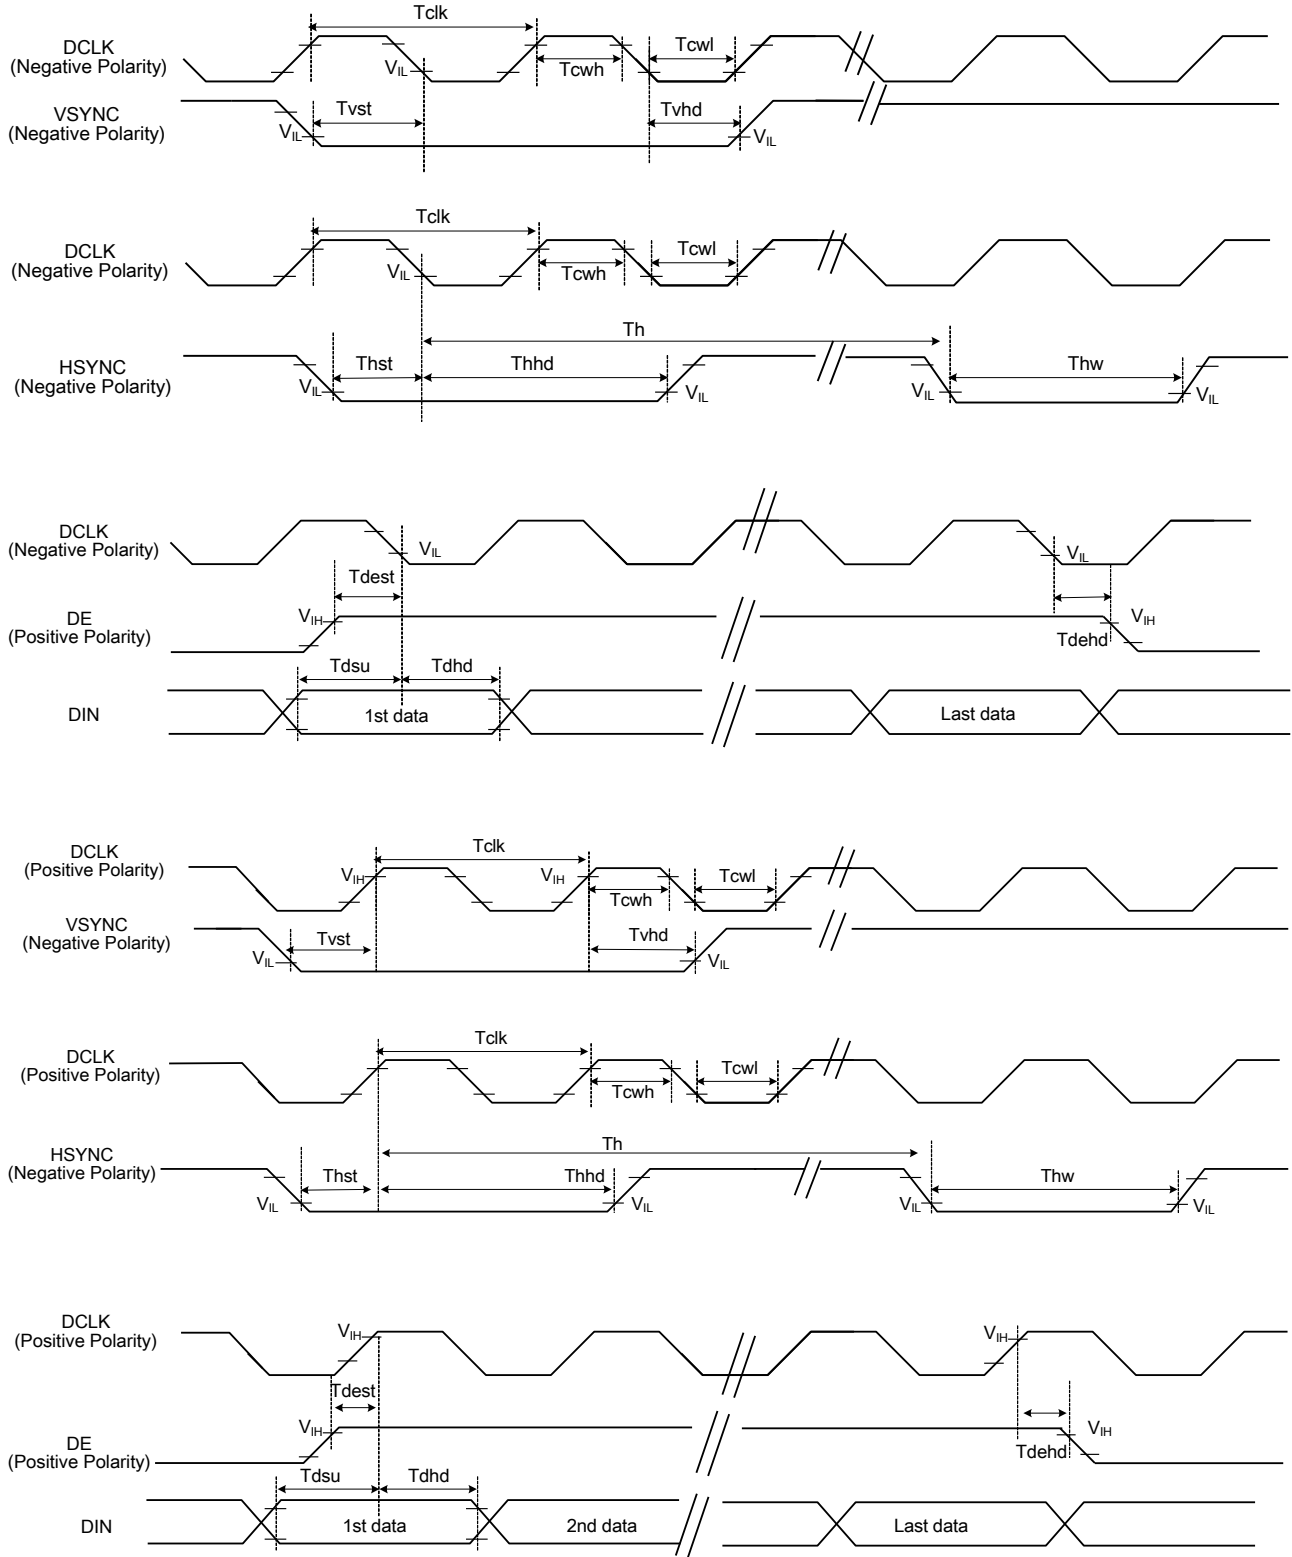 Tclk
DCLK
(Negative Polarity)
Tcwl
VIL
Tcwh
VSYNC
(Negative Polarity)
Tvst
Tvhd
VIL
VIL
Tclk
DCLK
(Negative Polarity)
Tcwl
VIL
Tcwh
Th
HSYNC
(Negative Polarity)
Thst
Thhd
Thw
VIL
VIL
VIL
VIL
DCLK
(Negative Polarity)
VIL
VIL
Tdest
DE
(Positive Polarity)
VIH
VIH
Tdehd
Tdsu
Tdhd
DIN
1st data
Last data
Tclk
DCLK
(Positive Polarity)
VIH
VIH
Tcwl
Tcwh
VSYNC
(Negative Polarity)
Tvst
Tvhd
VIL
VIL
Tclk
DCLK
(Positive Polarity)
Tcwl
Tcwh
Th
HSYNC
(Negative Polarity)
Thst
Thhd
Thw
VIL
VIL
VIL
VIL
DCLK
(Positive Polarity)
VIH
VIH
Tdest
DE
(Positive Polarity)
VIH
VIH
Tdehd
Tdsu
Tdhd
DIN
1st data
2nd data
Last data